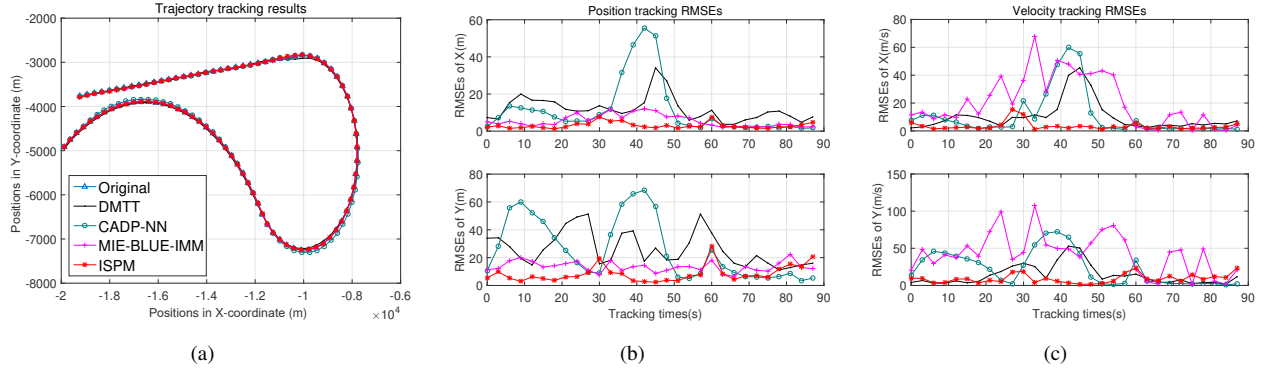 Trajectory tracking results
-2000
-3000
-4000
-5000
-6000
-7000
-8000
Positions in Y-coordinate (m)
Original
DMTT
CADP-NN
MIE-BLUE-IMM
ISPM
-2 -1.8 -1.6 -1.4 -1.2 -1 -0.8 -0.6
Positions in X-coordinate (m)
×10⁴
(a)
Position tracking RMSEs
60
40
20
0
RMSEs of X(m)
0 10 20 30 40 50 60 70 80 90
80
60
40
20
0
RMSEs of Y(m)
0 10 20 30 40 50 60 70 80 90
Tracking times(s)
(b)
Velocity tracking RMSEs
80
60
40
20
0
RMSEs of X(m/s)
0 10 20 30 40 50 60 70 80 90
150
100
50
0
RMSEs of Y(m/s)
0 10 20 30 40 50 60 70 80 90
Tracking times(s)
(c)